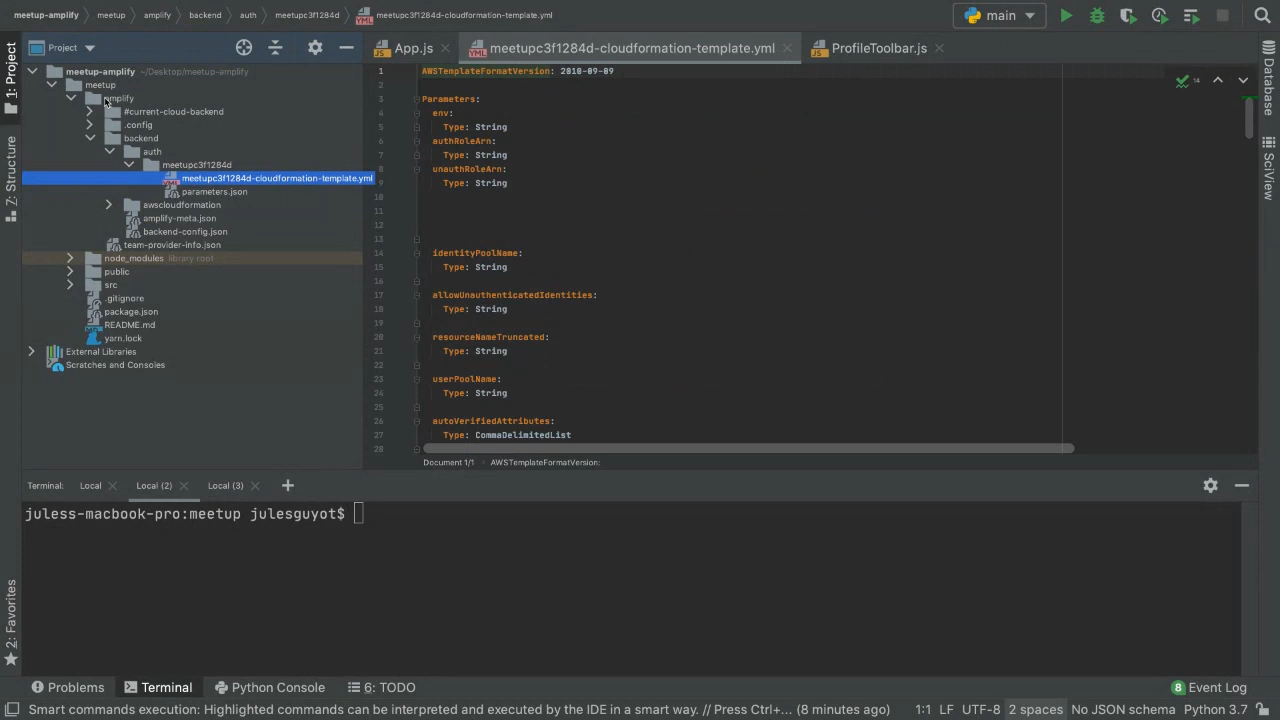 meetup-amplify meetup amplify backend auth meetupc3f1284d meetupc3f1284d-cloudformation-template.yml main
1: Project
Z: Structure
2: Favorites
Project
App.js meetupc3f1284d-cloudformation-template.yml ProfileToolbar.js
meetup-amplify ~/Desktop/meetup-amplify
meetup
amplify
#current-cloud-backend
.config
backend
auth
meetupc3f1284d
meetupc3f1284d-cloudformation-template.yml
parameters.json
awscloudformation
amplify-meta.json
backend-config.json
team-provider-info.json
node_modules library root
public
src
.gitignore
package.json
README.md
yarn.lock
External Libraries
Scratches and Consoles
1 AWSTemplateFormatVersion: 2010-09-09
2
3 Parameters:
4 env:
5 Type: String
6 authRoleArn:
7 Type: String
8 unauthRoleArn:
9 Type: String
10
11
12
13
14 identityPoolName:
15 Type: String
16
17 allowUnauthenticatedIdentities:
18 Type: String
19
20 resourceNameTruncated:
21 Type: String
22
23 userPoolName:
24 Type: String
25
26 autoVerifiedAttributes:
27 Type: CommaDelimitedList
28
14
Document 1/1 AWSTemplateFormatVersion:
Database
SciView
Terminal: Local Local (2) Local (3)
juless-macbook-pro:meetup julesguyot$
Problems Terminal Python Console 6: TODO 8 Event Log
Smart commands execution: Highlighted commands can be interpreted and executed by the IDE in a smart way. // Press Ctrl+... (8 minutes ago) 1:1 LF UTF-8 2 spaces No JSON schema Python 3.7